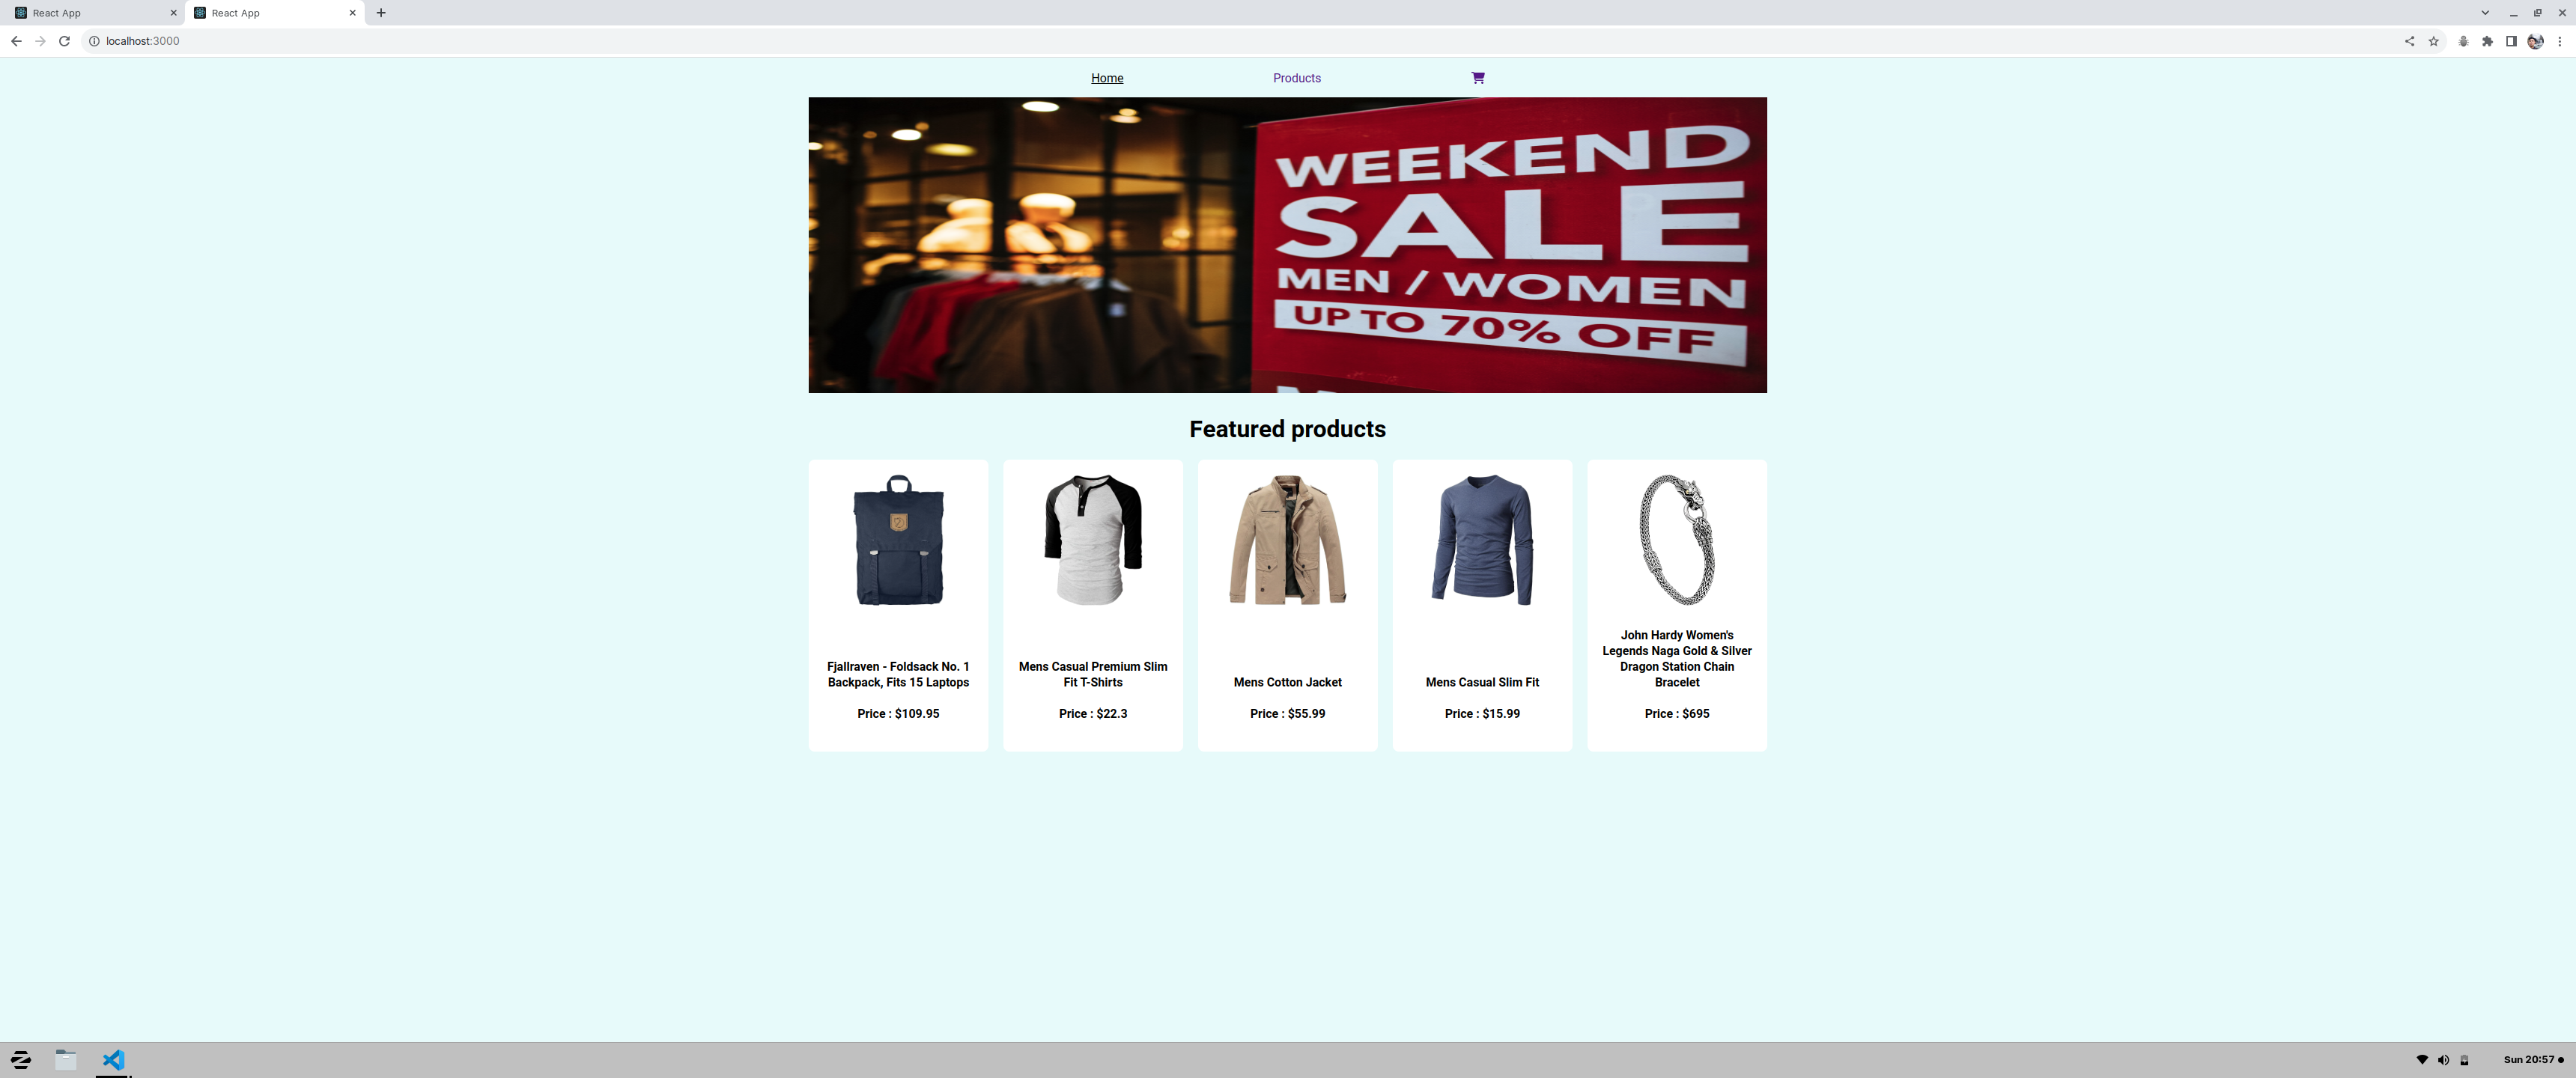 React App
React App
localhost:3000
Home
Products
WEEKEND
SALE
MEN / WOMEN
UP TO 70% OFF
Featured products
Fjallraven - Foldsack No. 1
Backpack, Fits 15 Laptops
Price : $109.95
Mens Casual Premium Slim
Fit T-Shirts
Price : $22.3
Mens Cotton Jacket
Price : $55.99
Mens Casual Slim Fit
Price : $15.99
John Hardy Women's
Legends Naga Gold & Silver
Dragon Station Chain
Bracelet
Price : $695
Sun 20:57